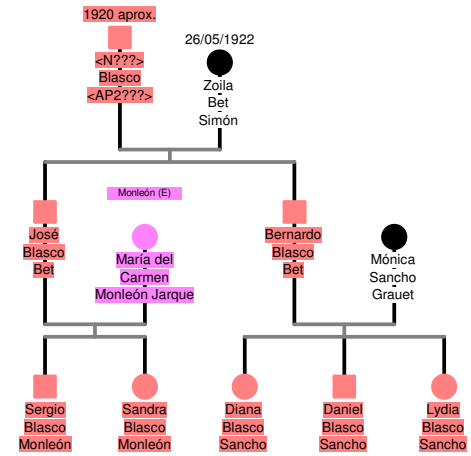 1920 aprox.
<N???>
Blasco
<AP2???>
26/05/1922
Zoila
Bet
Simón
José
Blasco
Bet
Monleón (E)
María del
Carmen
Monleón Jarque
Bernardo
Blasco
Bet
Mónica
Sancho
Grauet
Sergio
Blasco
Monleón
Sandra
Blasco
Monleón
Diana
Blasco
Sancho
Daniel
Blasco
Sancho
Lydia
Blasco
Sancho